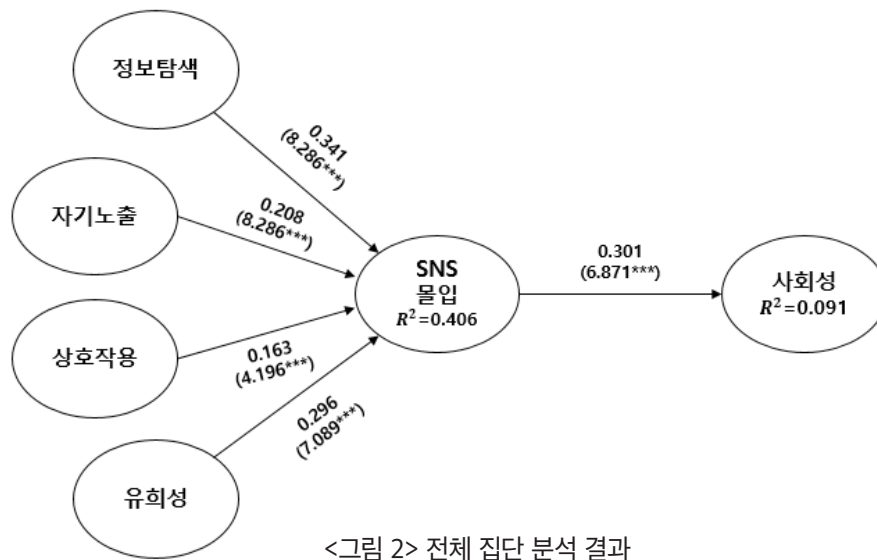 정보탐색
0.341
(8.286***)
자기노출
0.208
(8.286***)
SNS
몰입
R²=0.406
0.301
(6.871***)
사회성
R²=0.091
상호작용
0.163
(4.196***)
0.296
(7.089***)
유희성
<그림 2> 전체 집단 분석 결과